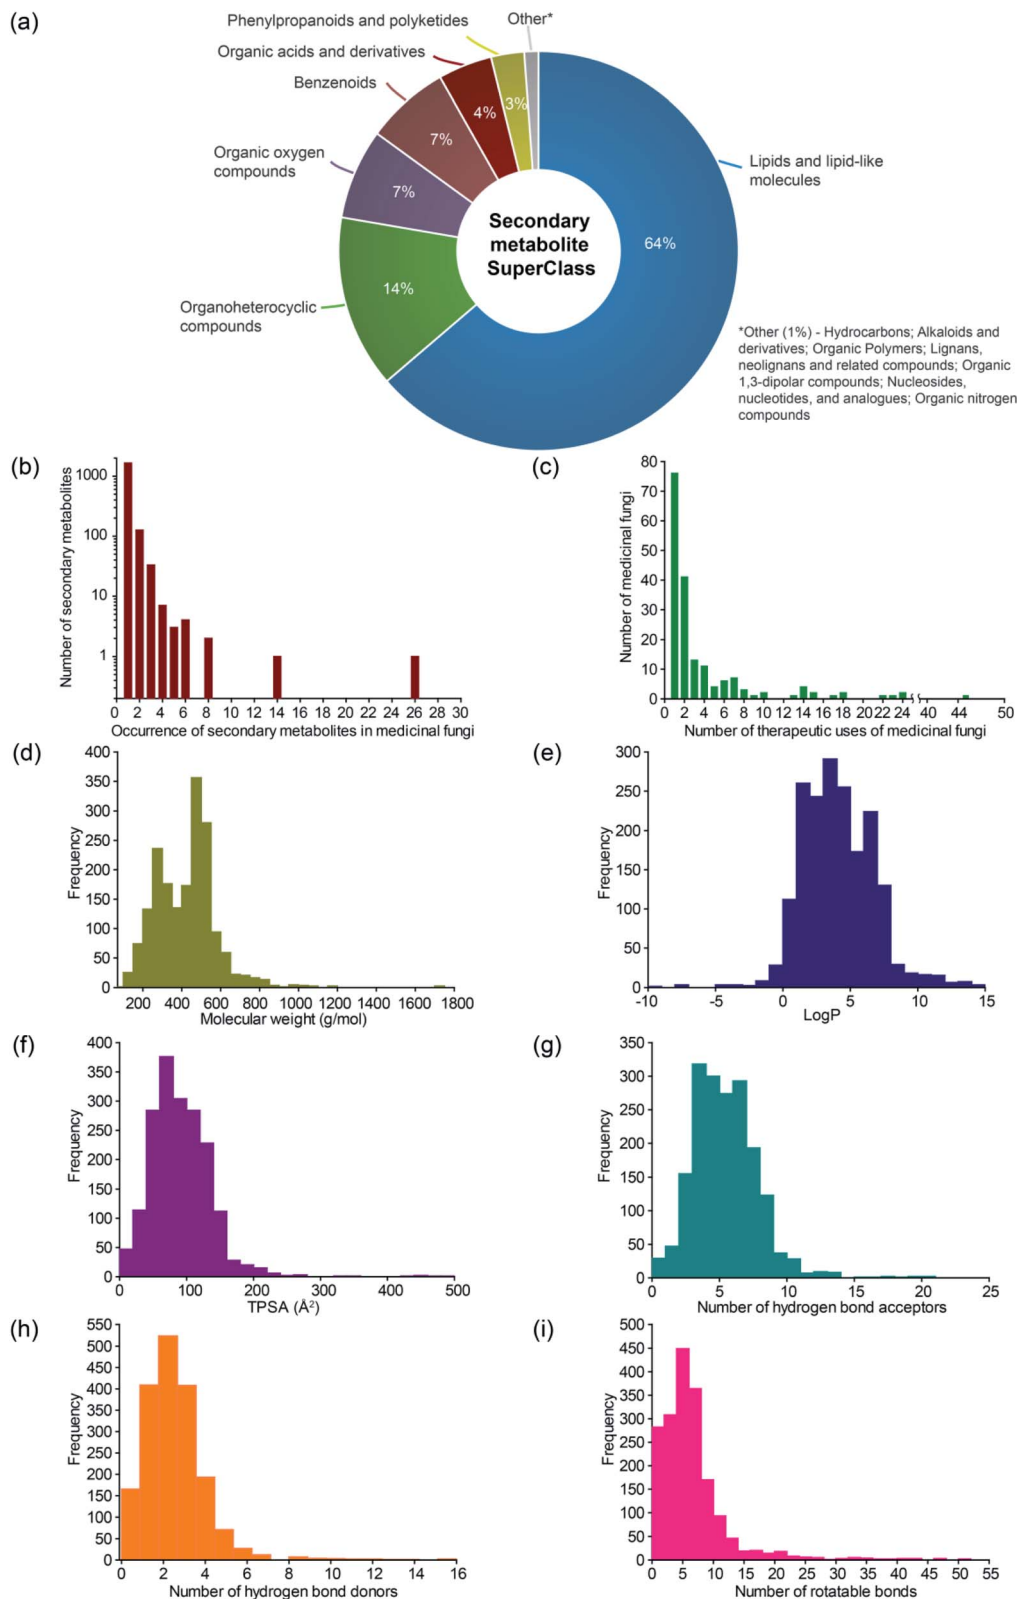 (a)
Phenylpropanoids and polyketides
Other*
Organic acids and derivatives
Benzenoids
Organic oxygen
compounds
Organoheterocyclic
compounds
Lipids and lipid-like
molecules
3%
4%
7%
7%
14%
64%
Secondary
metabolite
SuperClass
*Other (1%) - Hydrocarbons; Alkaloids and
derivatives; Organic Polymers; Lignans,
neolignans and related compounds; Organic
1,3-dipolar compounds; Nucleosides,
nucleotides, and analogues; Organic nitrogen
compounds
(b)
Number of secondary metabolites
1000
100
10
1
0 2 4 6 8 10 12 14 16 18 20 22 24 26 28 30
Occurrence of secondary metabolites in medicinal fungi
(c)
Number of medicinal fungi
80
70
60
50
40
30
20
10
0
0 2 4 6 8 10 12 14 16 18 20 22 24 40 44 50
Number of therapeutic uses of medicinal fungi
(d)
Frequency
400
350
300
250
200
150
100
50
0
200 400 600 800 1000 1200 1400 1600 1800
Molecular weight (g/mol)
(e)
Frequency
300
250
200
150
100
50
0
-10 -5 0 5 10 15
LogP
(f)
Frequency
400
350
300
250
200
150
100
50
0
0 100 200 300 400 500
TPSA (Å²)
(g)
Frequency
350
300
250
200
150
100
50
0
0 5 10 15 20 25
Number of hydrogen bond acceptors
(h)
Frequency
550
500
450
400
350
300
250
200
150
100
50
0
0 2 4 6 8 10 12 14 16
Number of hydrogen bond donors
(i)
Frequency
500
450
400
350
300
250
200
150
100
50
0
0 5 10 15 20 25 30 35 40 45 50 55
Number of rotatable bonds